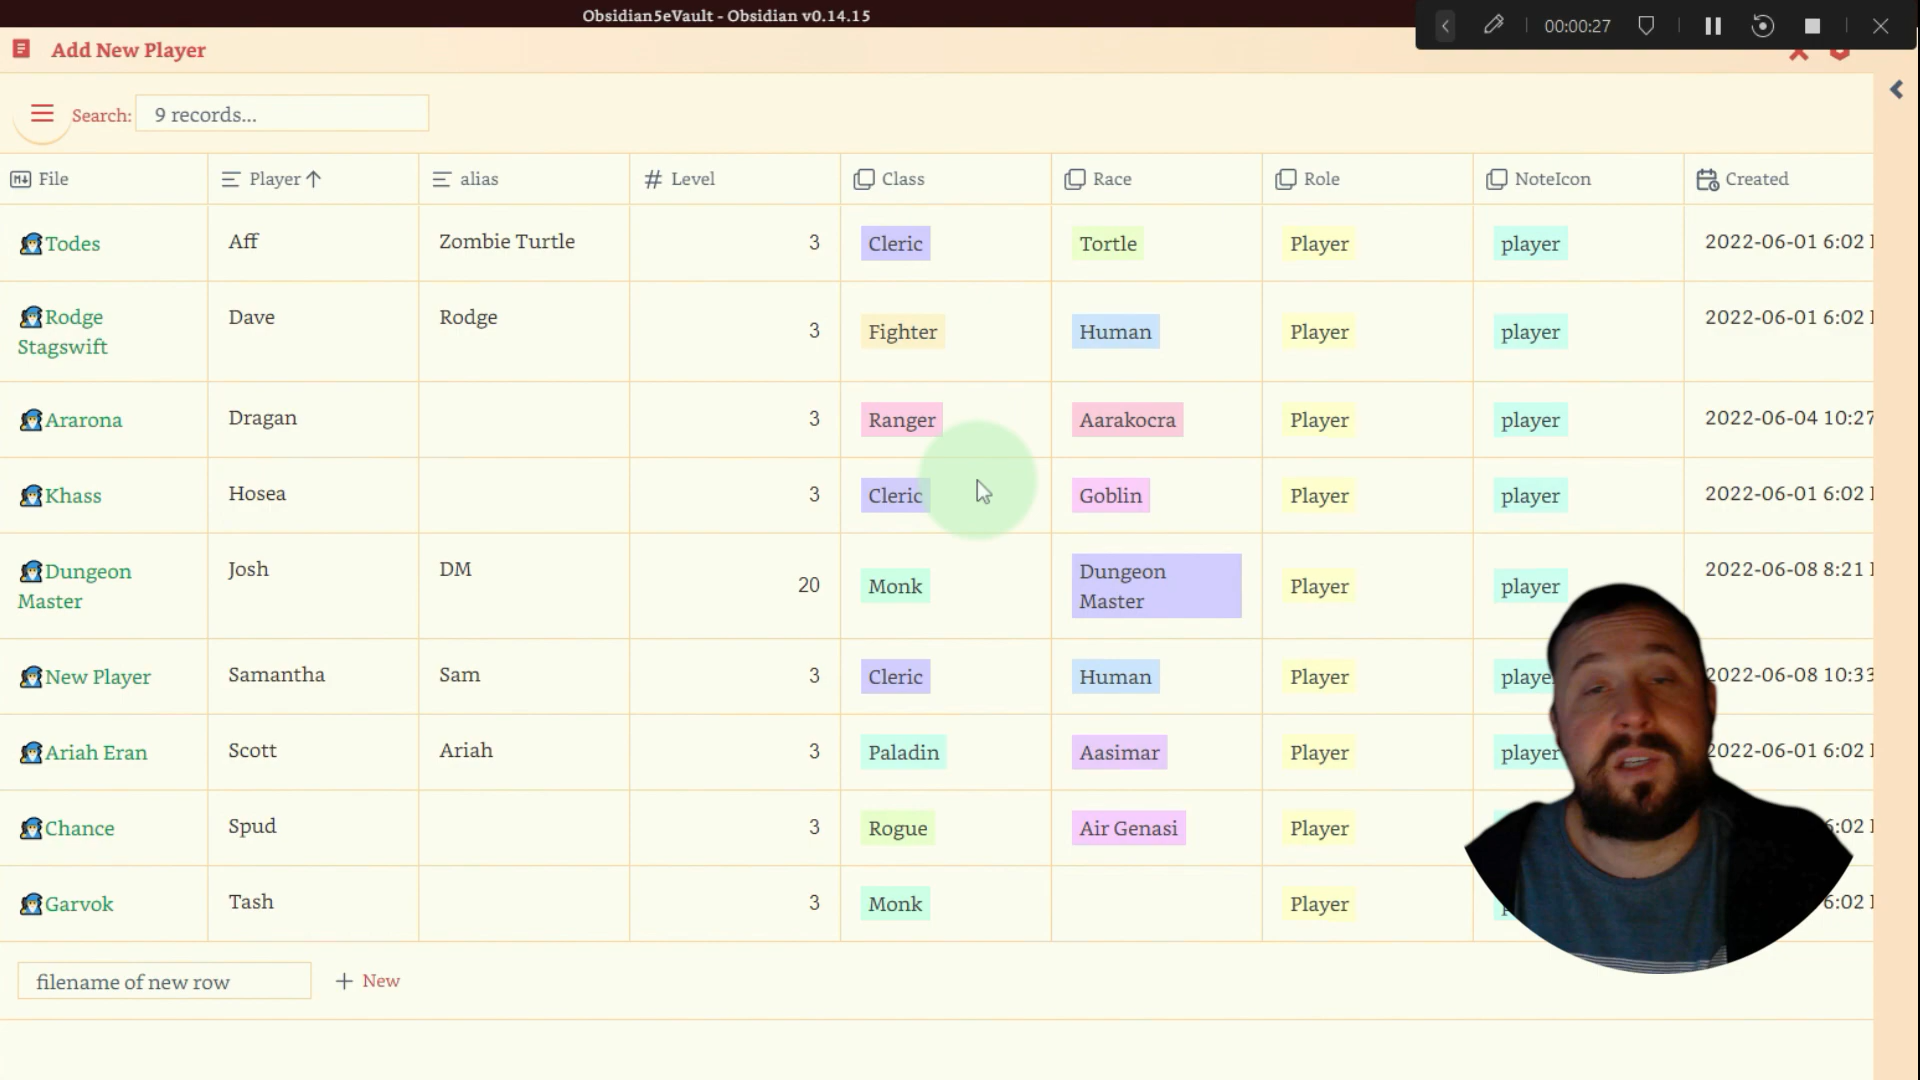 Obsidian5eVault - Obsidian v0.14.15
00:00:27
Add New Player
Search: 9 records...
File Player alias Level Class Race Role NoteIcon Created
Todes Aff Zombie Turtle 3 Cleric Tortle Player player 2022-06-01 6:02
Rodge Stagswift Dave Rodge 3 Fighter Human Player player 2022-06-01 6:02
Ararona Dragan 3 Ranger Aarakocra Player player 2022-06-04 10:27
Khass Hosea 3 Cleric Goblin Player player 2022-06-01 6:02
Dungeon Master Josh DM 20 Monk Dungeon Master Player player 2022-06-08 8:21
New Player Samantha Sam 3 Cleric Human Player playe 2022-06-08 10:33
Ariah Eran Scott Ariah 3 Paladin Aasimar Player player 2022-06-01 6:02
Chance Spud 3 Rogue Air Genasi Player 6:02
Garvok Tash 3 Monk Player 6:02
filename of new row + New